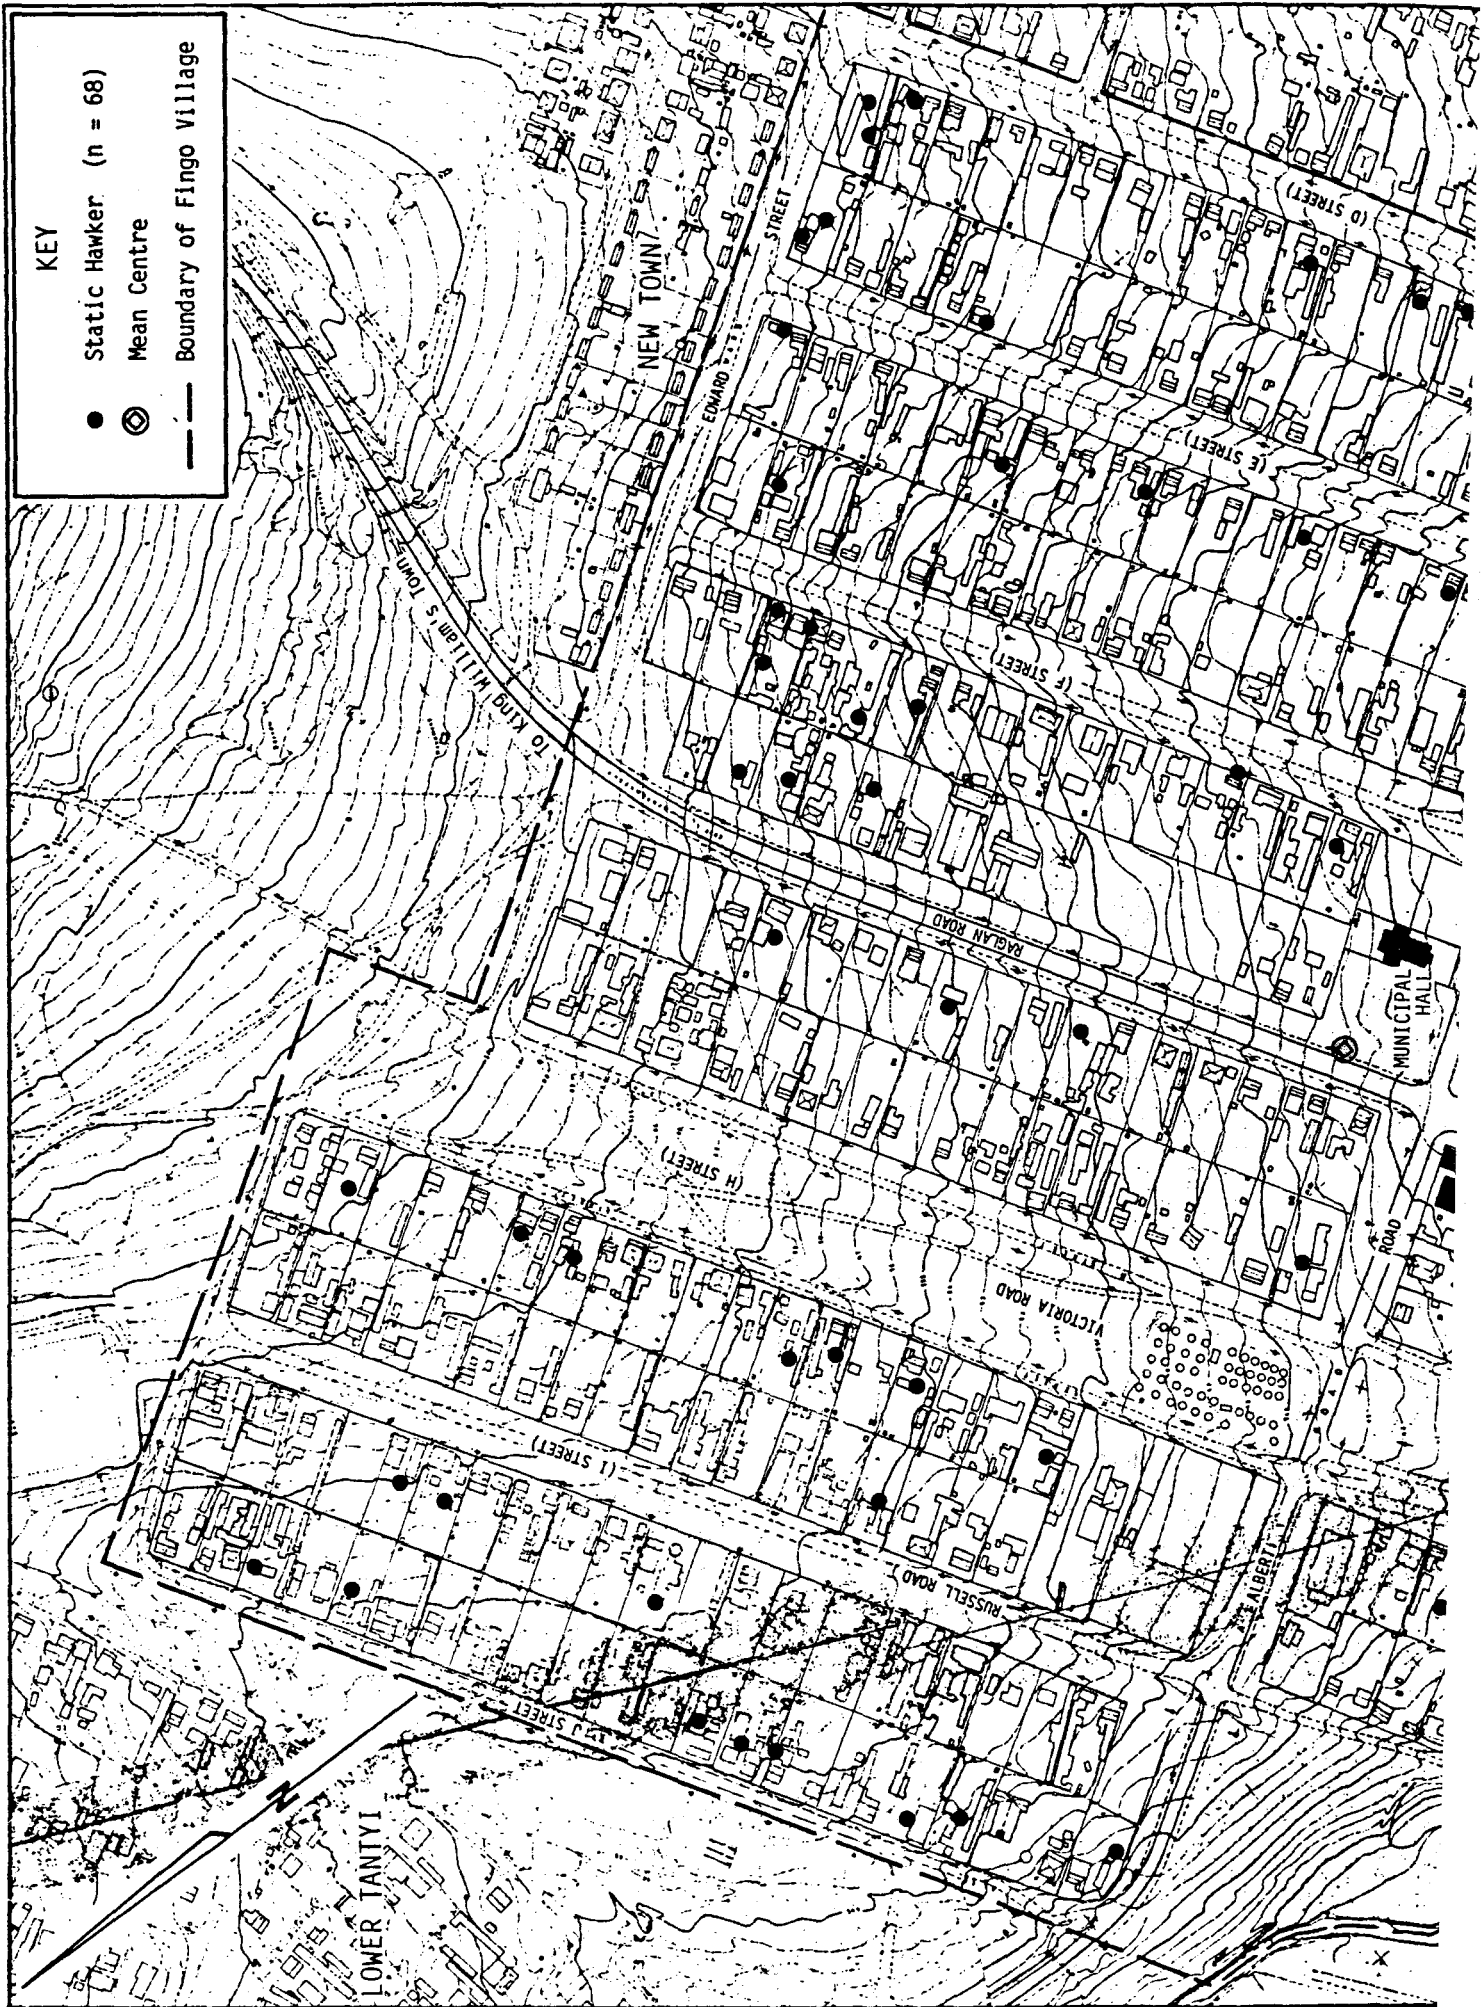 KEY
Static Hawker (n = 68)
Mean Centre
Boundary of Fingo Village
NEW TOWN
EDWARD
STREET
(D STREET)
(E STREET)
(F STREET)
To King William's Town
RAGLAN ROAD
MUNICIPAL
HALL
(H STREET)
VICTORIA ROAD
ROAD
(I STREET)
RUSSELL ROAD
ALBERT
J STREET
N
LOWER TANTYI